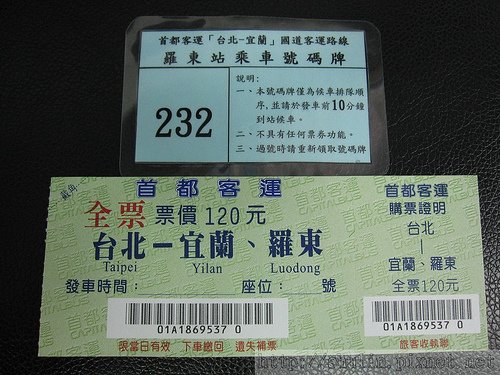 首都客運「台北-宜蘭」國道客運路線
羅東站乘車號碼牌
232
說明:
一、本號碼牌僅為候車排隊順
序,並請於發車前10分鐘
到站候車。
二、不具有任何票券功能。
三、過號時請重新領取號碼牌
首都客運
全票 票價120元
台北-宜蘭、羅東
Taipei Yilan Luodong
發車時間: 座位: 號
01A1869537 0
限當日有效 下車繳回 遺失補票
首都客運
購票證明
台北
|
宜蘭、羅東
全票120元
01A1869537 0
旅客收執聯